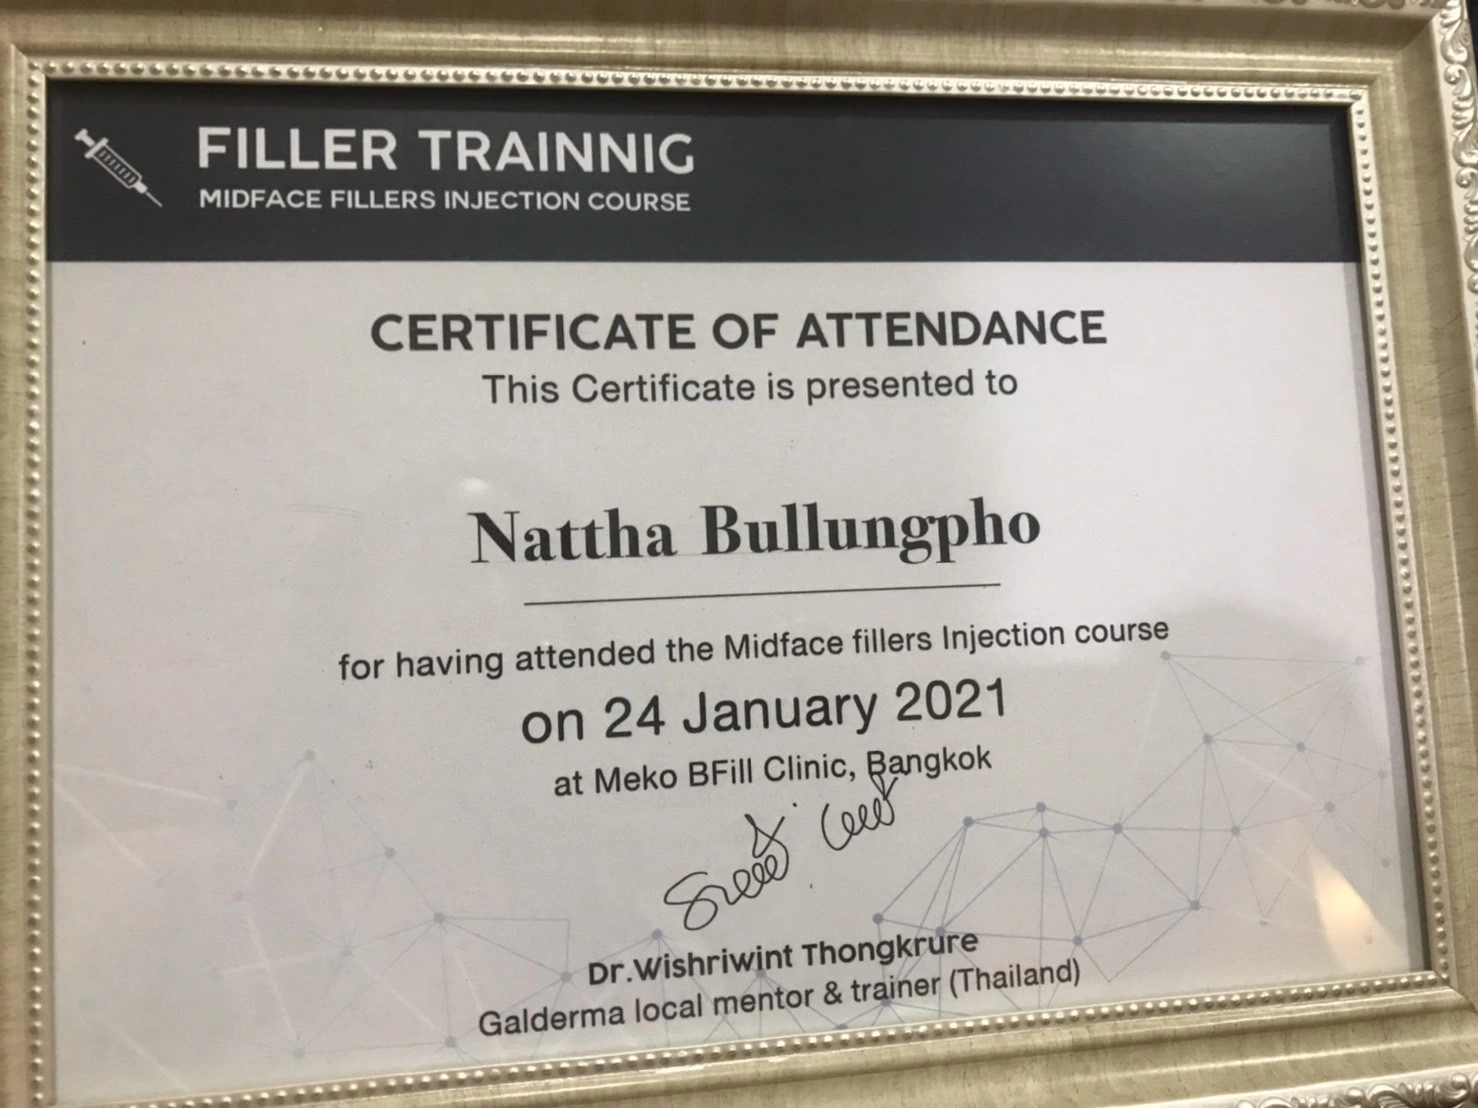 FILLER TRAINNIG
MIDFACE FILLERS INJECTION COURSE
CERTIFICATE OF ATTENDANCE
This Certificate is presented to
Nattha Bullungpho
for having attended the Midface fillers Injection course
on 24 January 2021
at Meko BFill Clinic, Bangkok
Dr.Wishriwint Thongkrure
Galderma local mentor & trainer (Thailand)